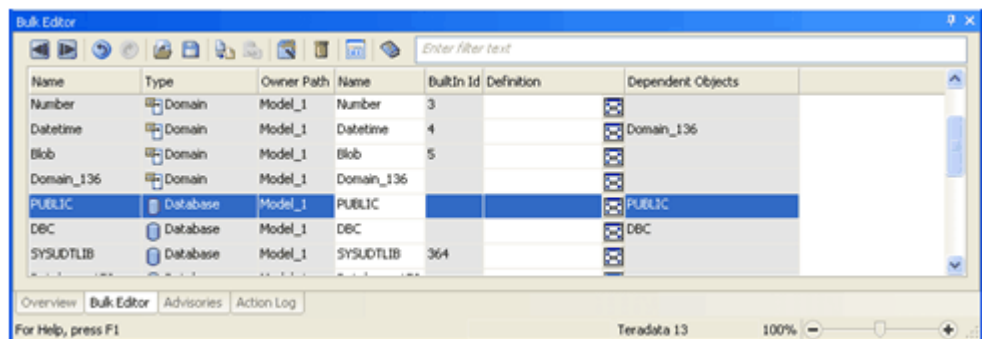 Bulk Editor
Enter filter text
Name Type Owner Path Name BuiltIn Id Definition Dependent Objects
Number Domain Model_1 Number 3
Datetime Domain Model_1 Datetime 4 Domain_136
Blob Domain Model_1 Blob 5
Domain_136 Domain Model_1 Domain_136
PUBLIC Database Model_1 PUBLIC PUBLIC
DBC Database Model_1 DBC DBC
SYSUDTLIB Database Model_1 SYSUDTLIB 364
Overview Bulk Editor Advisories Action Log
For Help, press F1 Teradata 13 100%